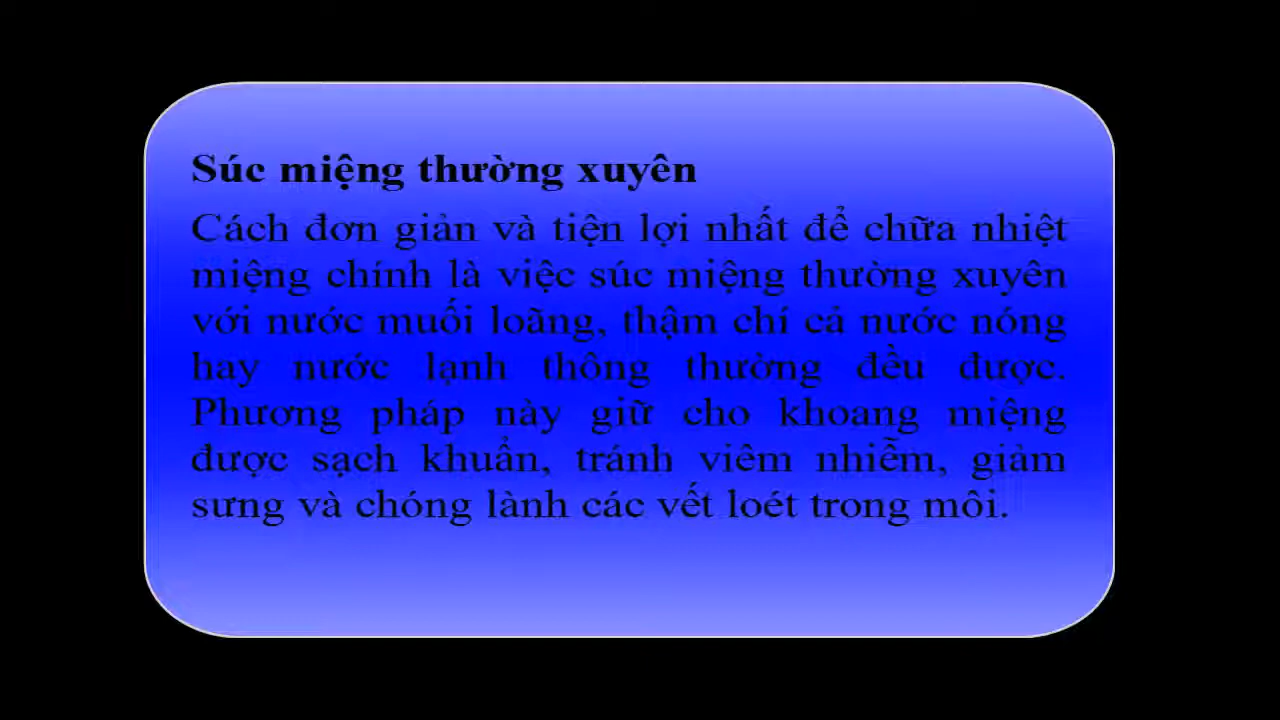 Súc miệng thường xuyên
Cách đơn giản và tiện lợi nhất để chữa nhiệt
miệng chính là việc súc miệng thường xuyên
với nước muối loãng, thậm chí cả nước nóng
hay nước lạnh thông thường đều được.
Phương pháp này giữ cho khoang miệng
được sạch khuẩn, tránh viêm nhiễm, giảm
sưng và chóng lành các vết loét trong môi.